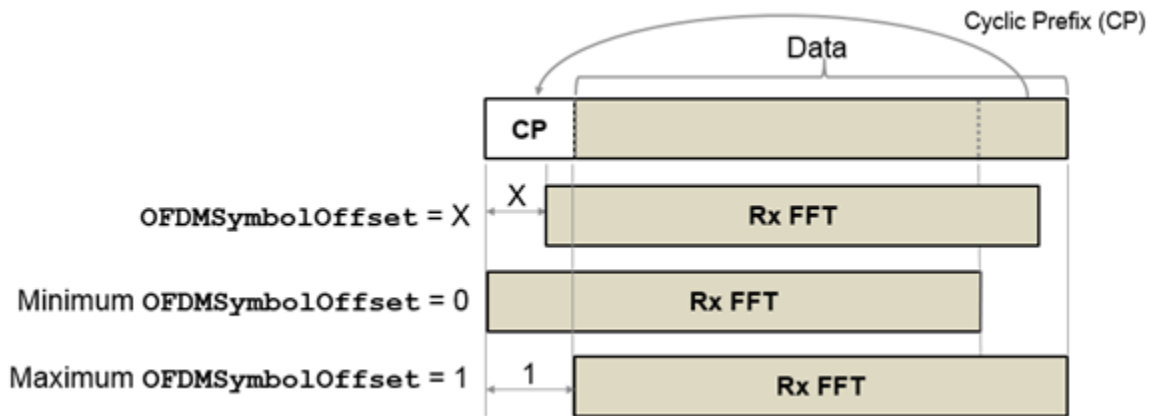 Cyclic Prefix (CP)
Data
CP
X
OFDMSymbolOffset = X
Rx FFT
Minimum OFDMSymbolOffset = 0
Rx FFT
Maximum OFDMSymbolOffset = 1
1
Rx FFT